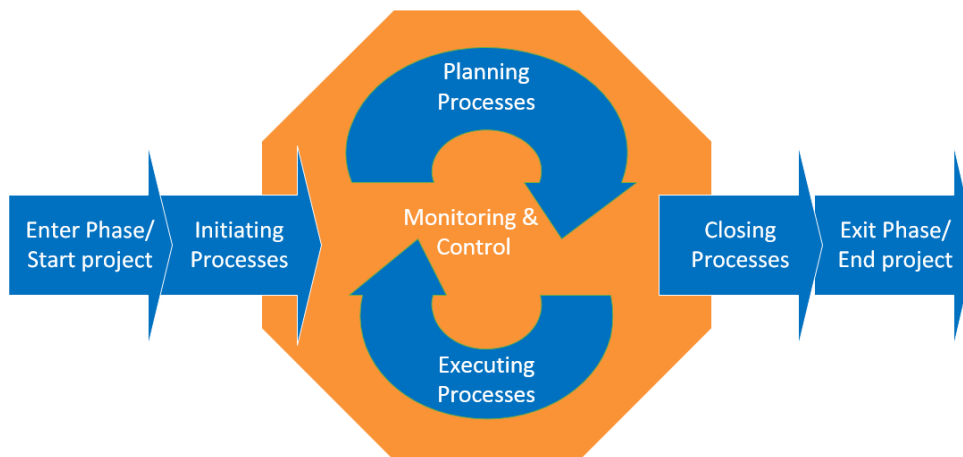 Enter Phase/
Start project
Initiating
Processes
Planning
Processes
Monitoring &
Control
Executing
Processes
Closing
Processes
Exit Phase/
End project